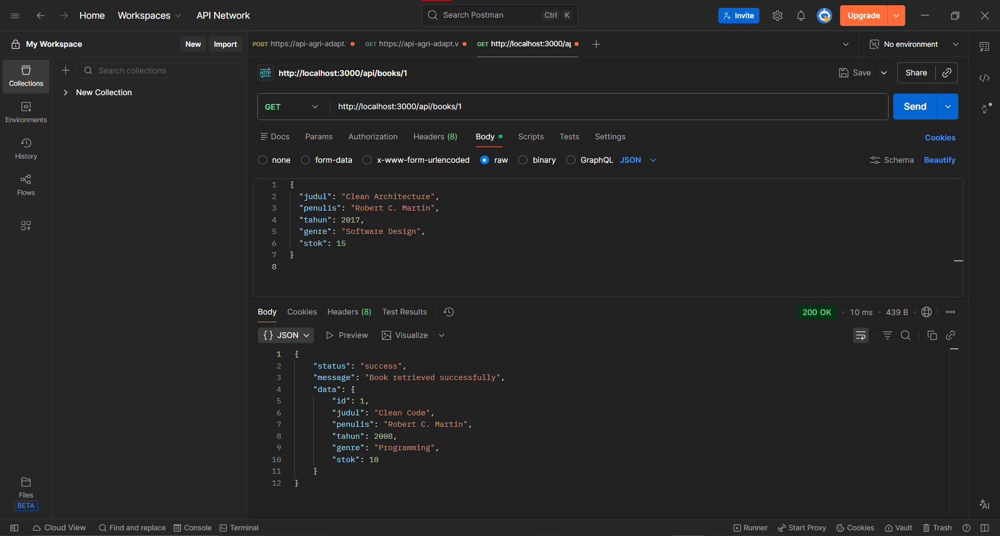 Home
Workspaces
API Network
Search Postman
Ctrl K
Invite
Upgrade
My Workspace
New
Import
POST https://api-agri-adapt.
GET https://api-agri-adapt.v
GET http://localhost:3000/ap
No environment
Collections
Environments
History
Flows
Files
BETA
Search collections
New Collection
HTTP http://localhost:3000/api/books/1
Save
Share
GET http://localhost:3000/api/books/1
Send
Docs Params Authorization Headers (8) Body Scripts Tests Settings
Cookies
none form-data x-www-form-urlencoded raw binary GraphQL JSON
Schema Beautify
1 {
2 "judul": "Clean Architecture",
3 "penulis": "Robert C. Martin",
4 "tahun": 2017,
5 "genre": "Software Design",
6 "stok": 15
7 }
8
Body Cookies Headers (8) Test Results
200 OK • 10 ms • 439 B
{} JSON Preview Visualize
1 {
2 "status": "success",
3 "message": "Book retrieved successfully",
4 "data": {
5 "id": 1,
6 "judul": "Clean Code",
7 "penulis": "Robert C. Martin",
8 "tahun": 2008,
9 "genre": "Programming",
10 "stok": 10
11 }
12 }
AI
Cloud View Find and replace Console Terminal
Runner Start Proxy Cookies Vault Trash